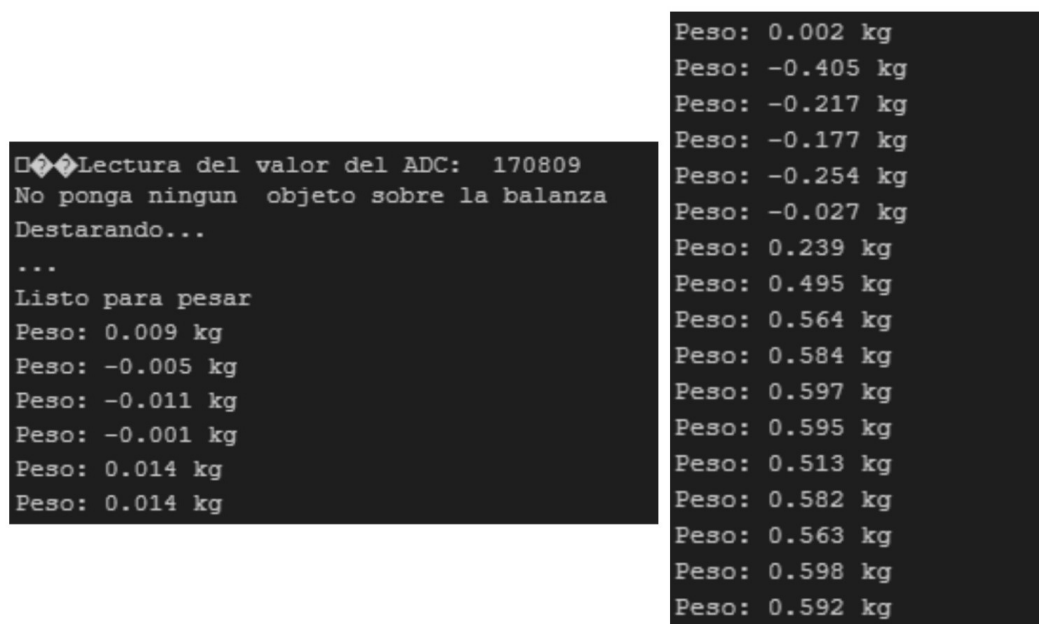 Lectura del valor del ADC:  170809
No ponga ningun  objeto sobre la balanza
Destarando...
...
Listo para pesar
Peso: 0.009 kg
Peso: -0.005 kg
Peso: -0.011 kg
Peso: -0.001 kg
Peso: 0.014 kg
Peso: 0.014 kg
Peso: 0.002 kg
Peso: -0.405 kg
Peso: -0.217 kg
Peso: -0.177 kg
Peso: -0.254 kg
Peso: -0.027 kg
Peso: 0.239 kg
Peso: 0.495 kg
Peso: 0.564 kg
Peso: 0.584 kg
Peso: 0.597 kg
Peso: 0.595 kg
Peso: 0.513 kg
Peso: 0.582 kg
Peso: 0.563 kg
Peso: 0.598 kg
Peso: 0.592 kg